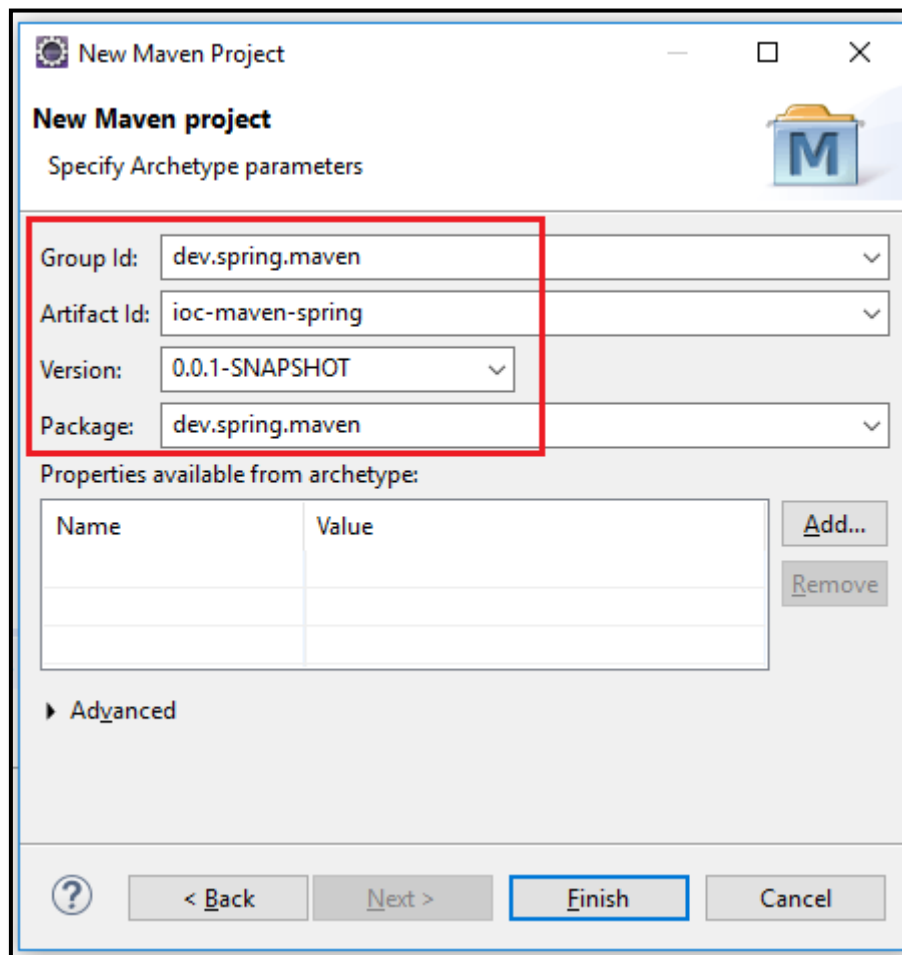 New Maven Project
New Maven project
Specify Archetype parameters
M
Group Id: dev.spring.maven
Artifact Id: ioc-maven-spring
Version: 0.0.1-SNAPSHOT
Package: dev.spring.maven
Properties available from archetype:
Name Value
Add...
Remove
Advanced
? < Back Next > Finish Cancel